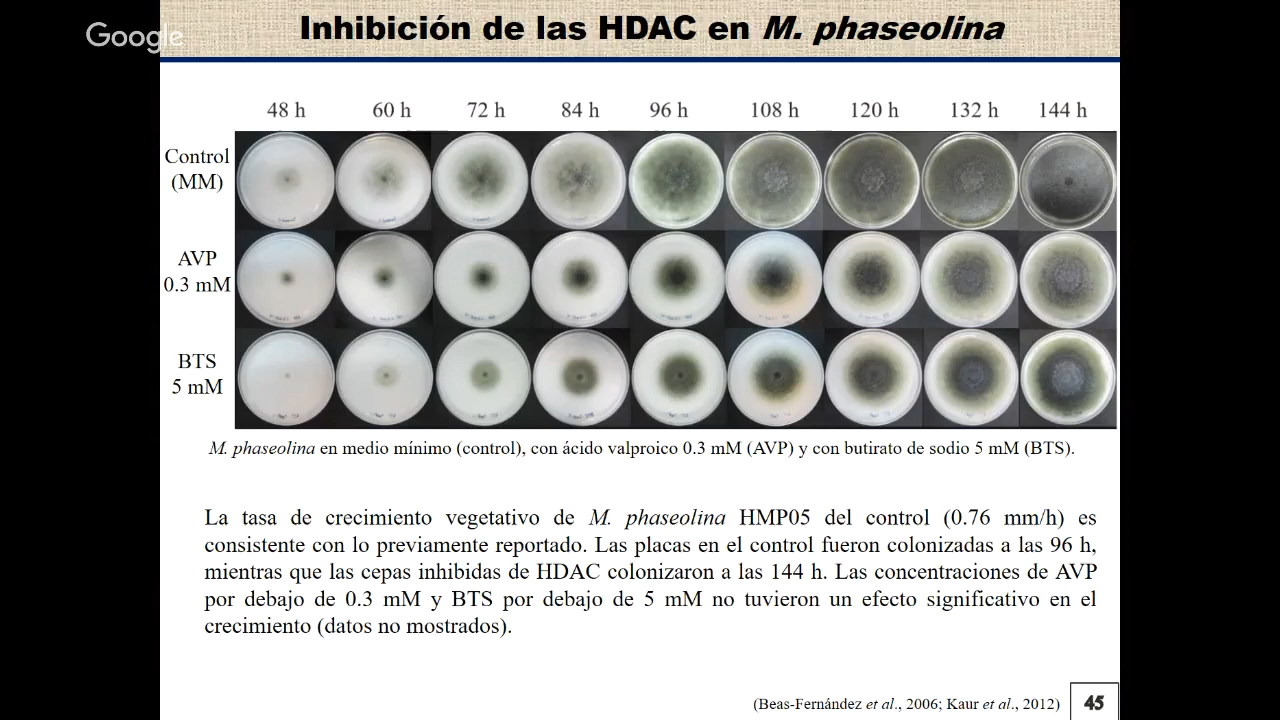 Google
Inhibición de las HDAC en M. phaseolina
48 h 60 h 72 h 84 h 96 h 108 h 120 h 132 h 144 h
Control
(MM)
AVP
0.3 mM
BTS
5 mM
M. phaseolina en medio mínimo (control), con ácido valproico 0.3 mM (AVP) y con butirato de sodio 5 mM (BTS).
La tasa de crecimiento vegetativo de M. phaseolina HMP05 del control (0.76 mm/h) es
consistente con lo previamente reportado. Las placas en el control fueron colonizadas a las 96 h,
mientras que las cepas inhibidas de HDAC colonizaron a las 144 h. Las concentraciones de AVP
por debajo de 0.3 mM y BTS por debajo de 5 mM no tuvieron un efecto significativo en el
crecimiento (datos no mostrados).
(Beas-Fernández et al., 2006; Kaur et al., 2012)
45